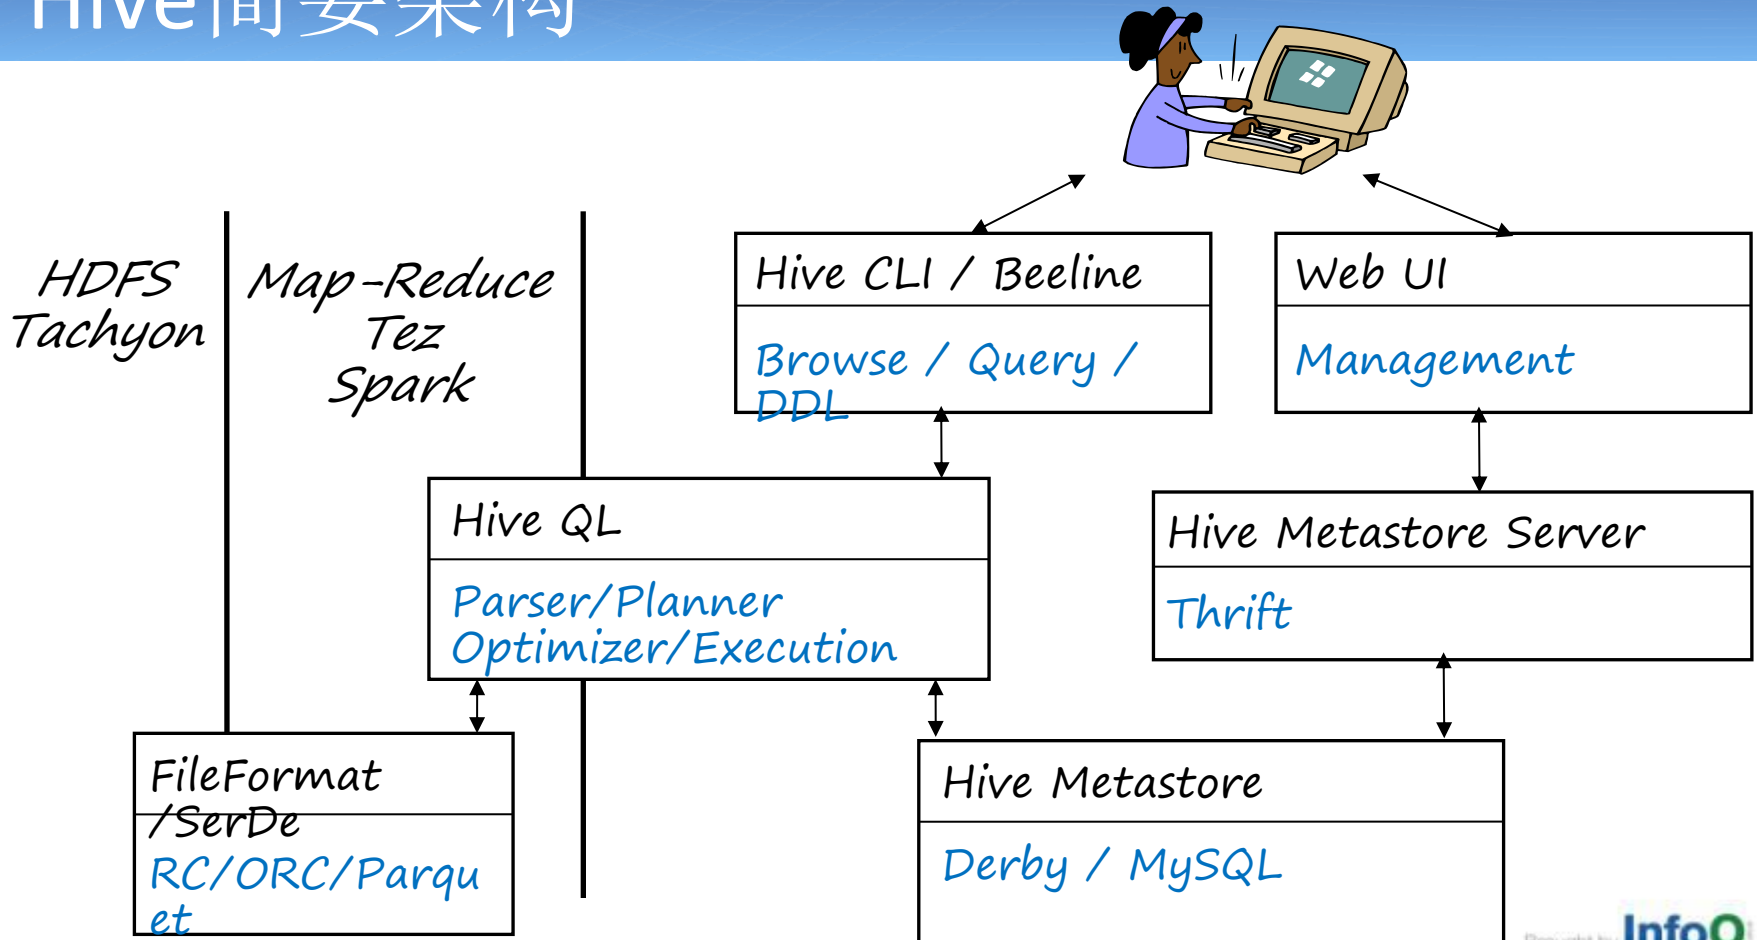 Hive简要架构
HDFS
Tachyon
Map-Reduce
Tez
Spark
Hive CLI / Beeline
Browse / Query /
DDL
Web UI
Management
Hive QL
Parser/Planner
Optimizer/Execution
Hive Metastore Server
Thrift
FileFormat
/SerDe
RC/ORC/Parqu
et
Hive Metastore
Derby / MySQL
InfoQ